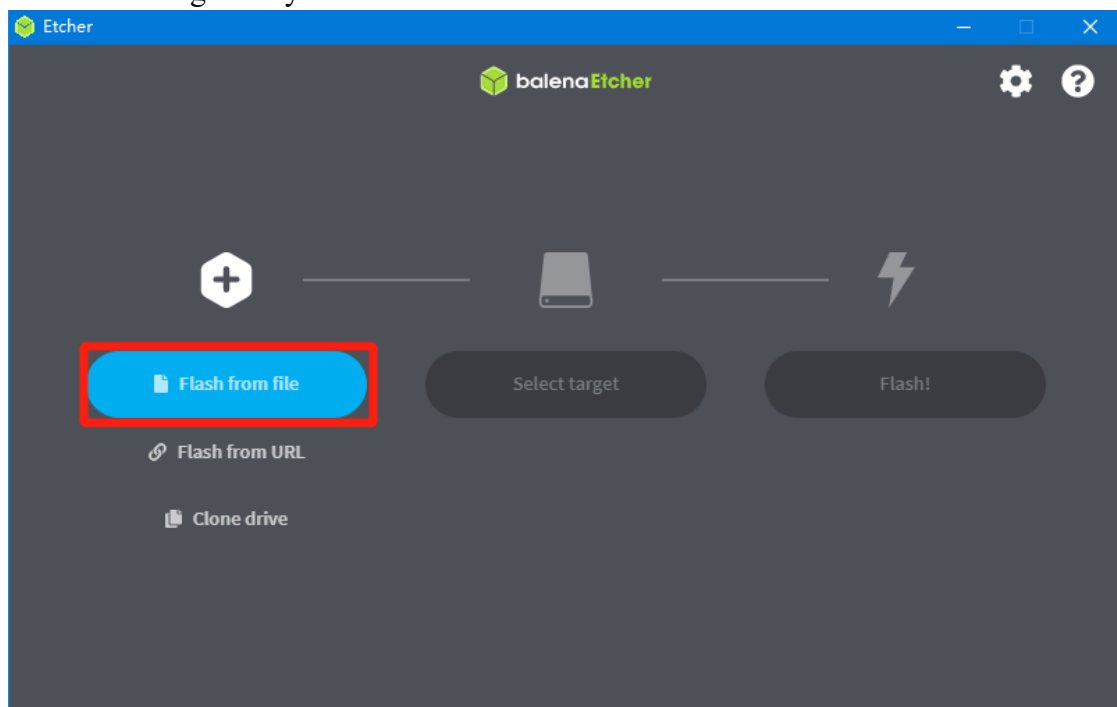 Etcher
balenaEtcher
Flash from file
Select target
Flash!
Flash from URL
Clone drive